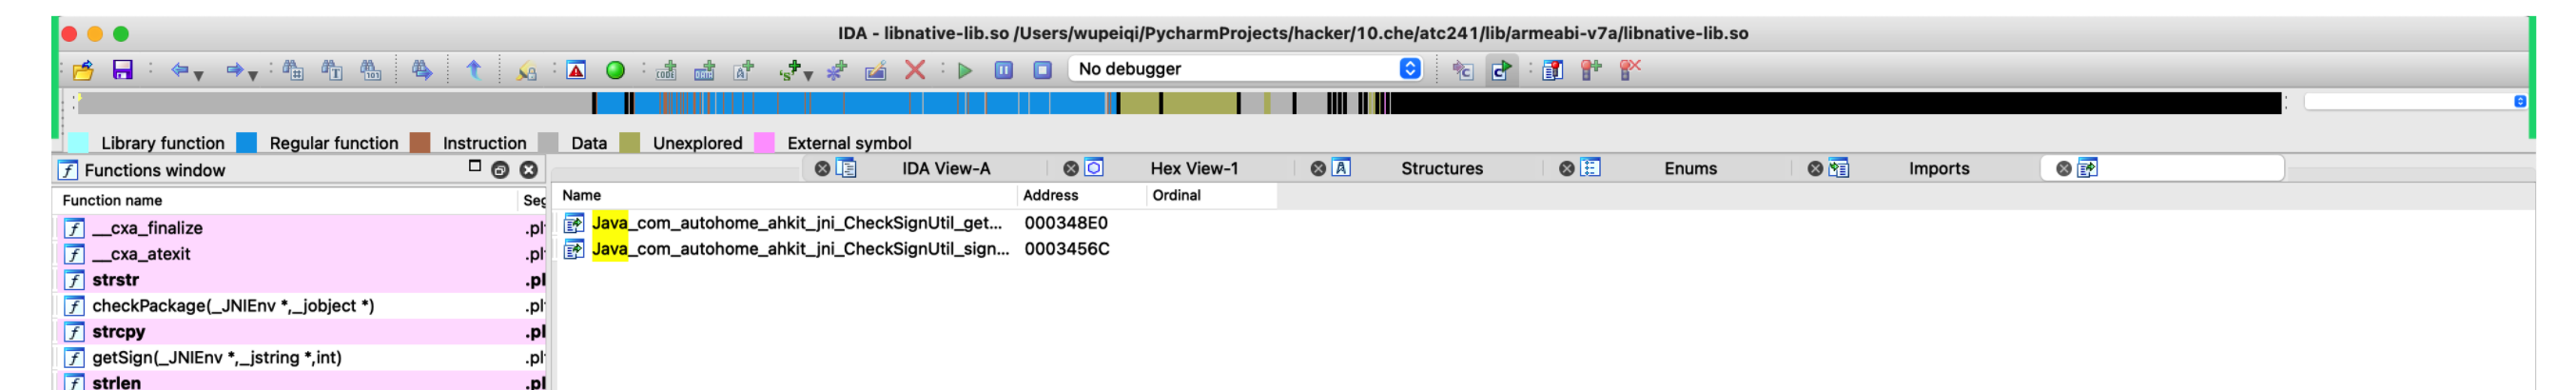 IDA - libnative-lib.so /Users/wupeiqi/PycharmProjects/hacker/10.che/atc241/lib/armeabi-v7a/libnative-lib.so
No debugger
Library function Regular function Instruction Data Unexplored External symbol
Functions window IDA View-A Hex View-1 Structures Enums Imports
Function name Seg Name Address Ordinal
__cxa_finalize .pl
Java_com_autohome_ahkit_jni_CheckSignUtil_get... 000348E0
__cxa_atexit .pl
Java_com_autohome_ahkit_jni_CheckSignUtil_sign... 0003456C
strstr .pl
checkPackage(_JNIEnv *,_jobject *) .pl
strcpy .pl
getSign(_JNIEnv *,_jstring *,int) .pl
strlen .pl